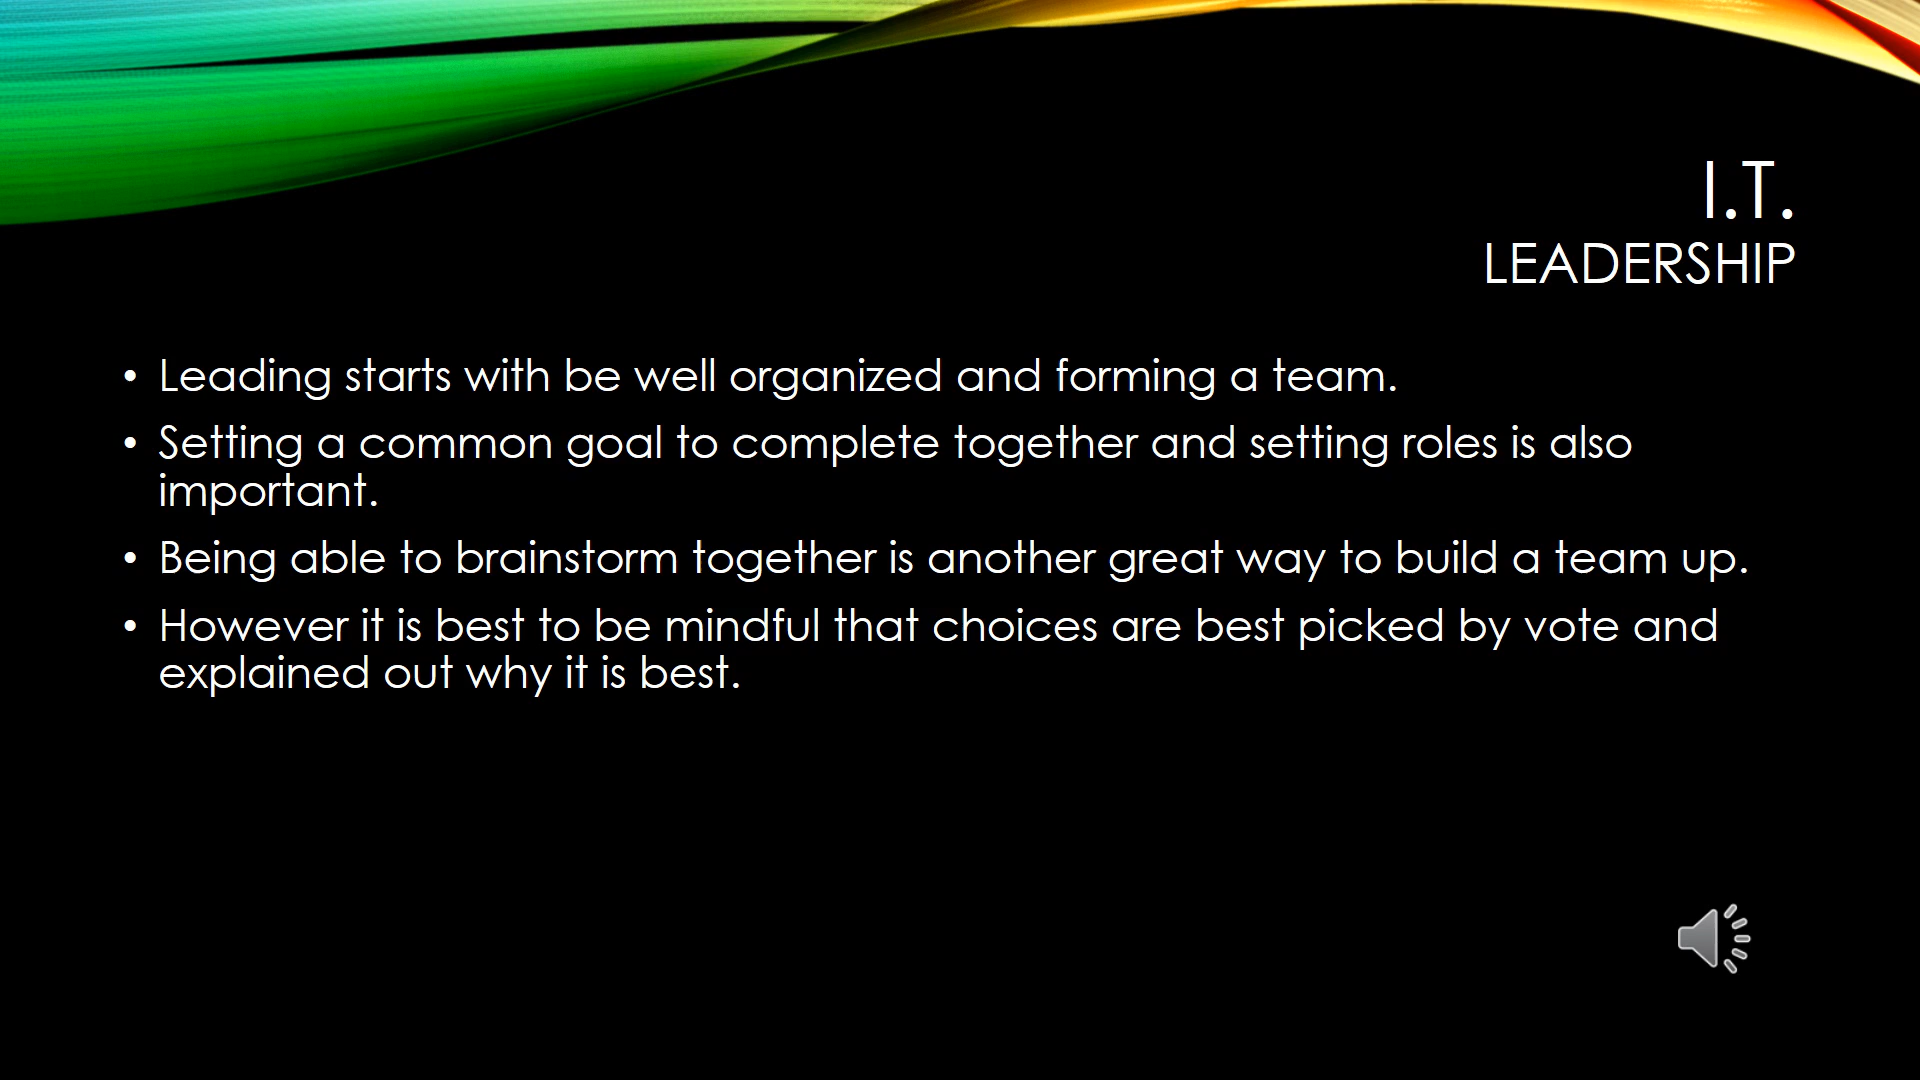 I.T.
LEADERSHIP
• Leading starts with be well organized and forming a team.
• Setting a common goal to complete together and setting roles is also
important.
• Being able to brainstorm together is another great way to build a team up.
• However it is best to be mindful that choices are best picked by vote and
explained out why it is best.